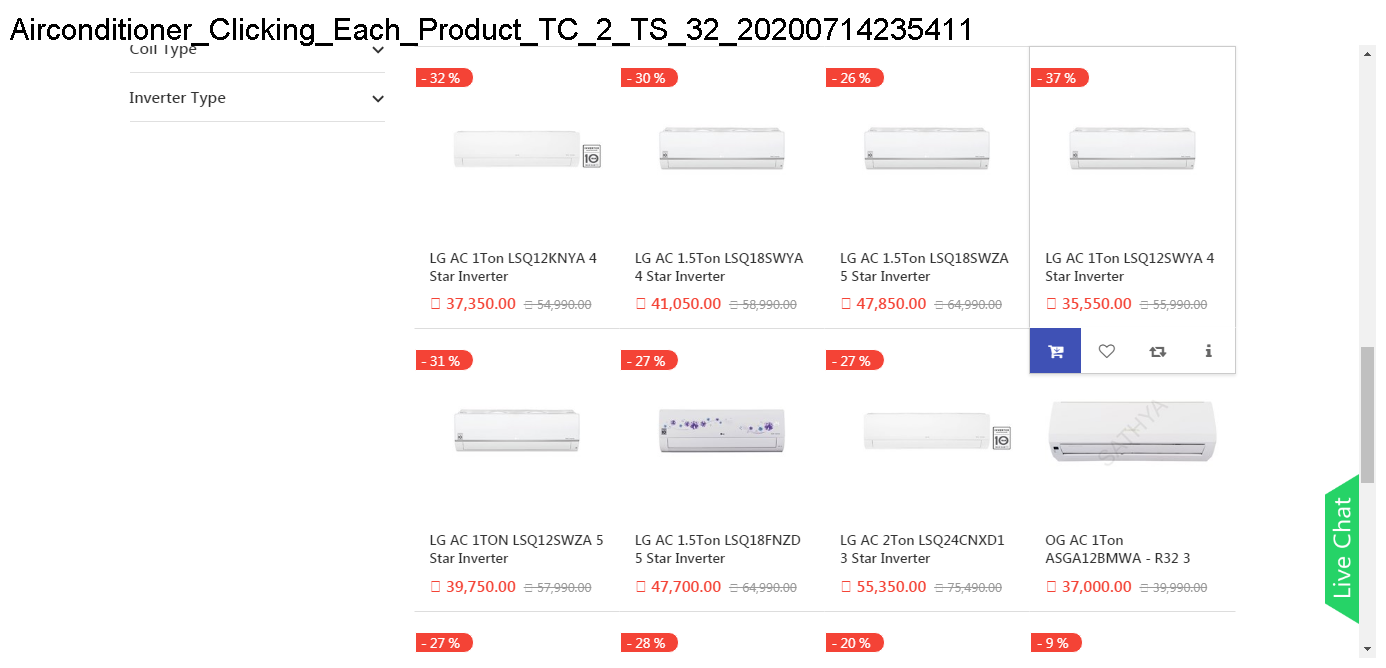 Airconditioner_Clicking_Each_Product_TC_2_TS_32_20200714235411
Coil Type
Inverter Type
- 32 %
- 30 %
- 26 %
- 37 %
LG AC 1Ton LSQ12KNYA 4
Star Inverter
37,350.00 54,990.00
LG AC 1.5Ton LSQ18SWYA
4 Star Inverter
41,050.00 58,990.00
LG AC 1.5Ton LSQ18SWZA
5 Star Inverter
47,850.00 64,990.00
LG AC 1Ton LSQ12SWYA 4
Star Inverter
35,550.00 55,990.00
- 31 %
- 27 %
- 27 %
SATHYA
LG AC 1TON LSQ12SWZA 5
Star Inverter
39,750.00 57,990.00
LG AC 1.5Ton LSQ18FNZD
5 Star Inverter
47,700.00 64,990.00
LG AC 2Ton LSQ24CNXD1
3 Star Inverter
55,350.00 75,490.00
OG AC 1Ton
ASGA12BMWA - R32 3
37,000.00 39,990.00
Live Chat
- 27 %
- 28 %
- 20 %
- 9 %